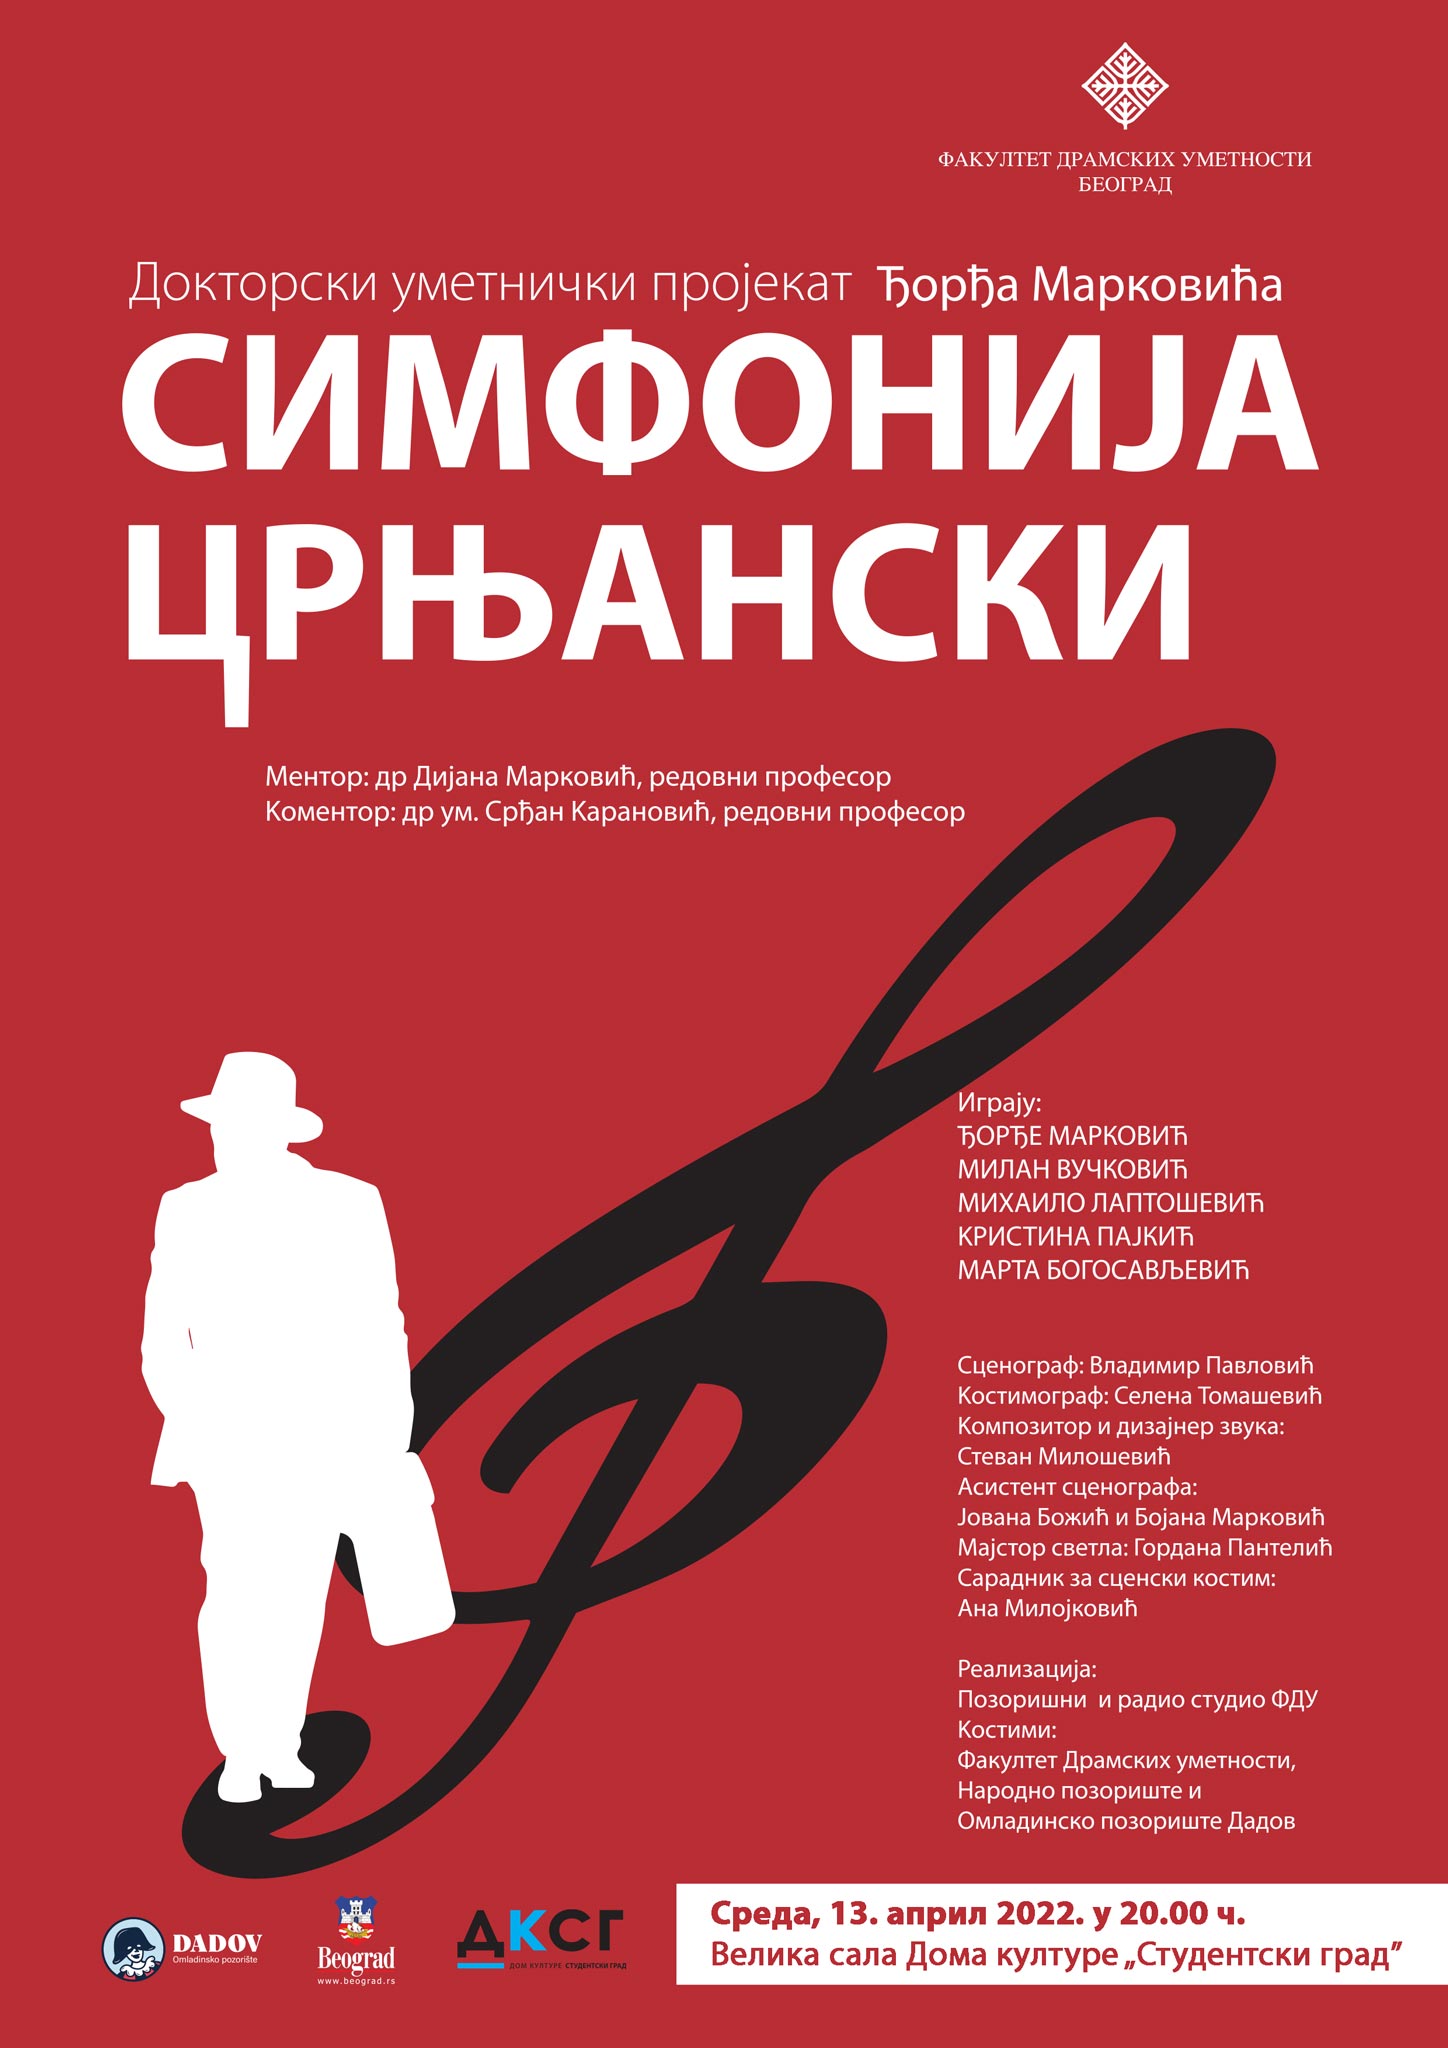 ФАКУЛТЕТ ДРАМСКИХ УМЕТНОСТИ
БЕОГРАД
Докторски уметнички пројекат Ђорђа Марковића
СИМФОНИЈА
ЦРЊАНСКИ
Ментор: др Дијана Марковић, редовни професор
Коментор: др ум. Срђан Карановић, редовни професор
Играју:
ЂОРЂЕ МАРКОВИЋ
МИЛАН ВУЧКОВИЋ
МИХАИЛО ЛАПТОШЕВИЋ
КРИСТИНА ПАЈКИЋ
МАРТА БОГОСАВЉЕВИЋ
Сценограф: Владимир Павловић
Костимограф: Селена Томашевић
Композитор и дизајнер звука:
Стеван Милошевић
Асистент сценографа:
Јована Божић и Бојана Марковић
Мајстор светла: Гордана Пантелић
Сарадник за сценски костим:
Ана Милојковић
Реализација:
Позоришни и радио студио ФДУ
Костими:
Факултет Драмских уметности,
Народно позориште и
Омладинско позориште Дадов
DADOV
Omladinsko pozorište
Beograd
www.beograd.rs
ДКСГ
ДОМ КУЛТУРЕ СТУДЕНТСКИ ГРАД
Среда, 13. април 2022. у 20.00 ч.
Велика сала Дома културе „Студентски град”